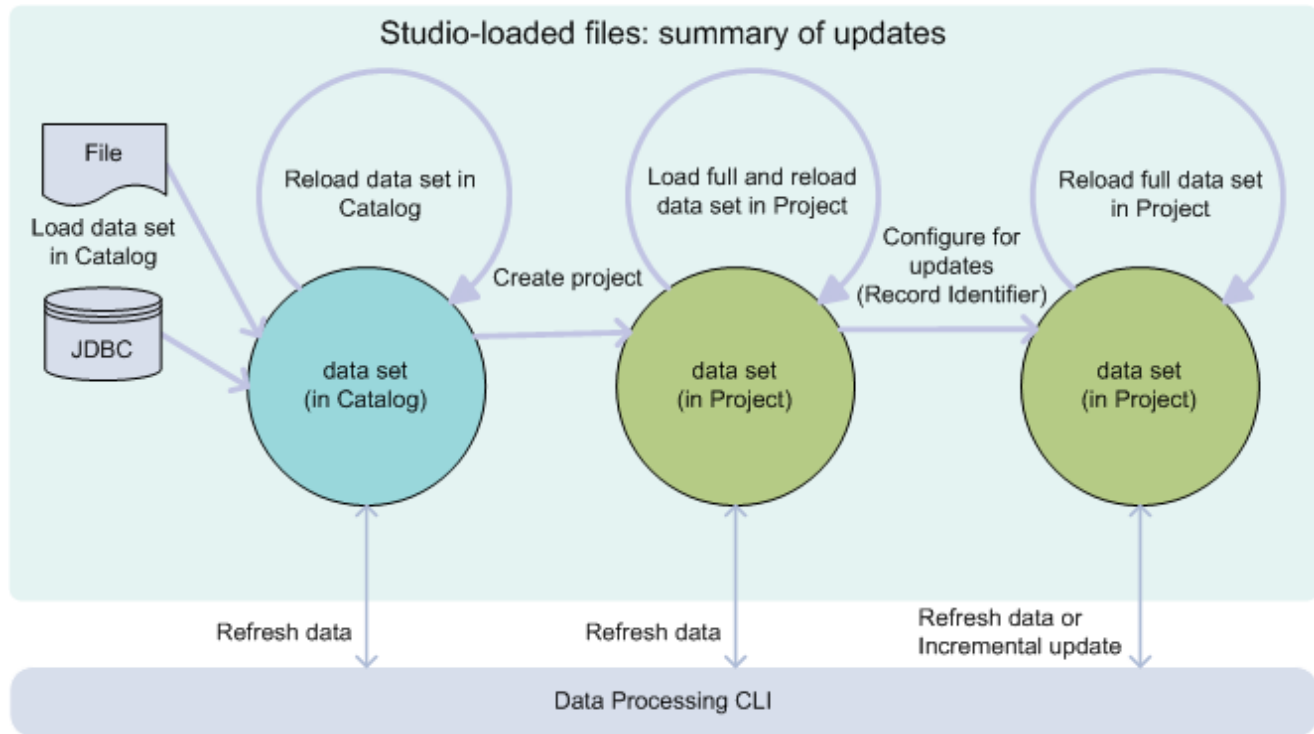 Studio-loaded files: summary of updates
File
Load data set
in Catalog
JDBC
Reload data set in
Catalog
data set
(in Catalog)
Create project
Load full and reload
data set in Project
data set
(in Project)
Configure for
updates
(Record Identifier)
Reload full data set
in Project
data set
(in Project)
Refresh data
Refresh data
Refresh data or
Incremental update
Data Processing CLI